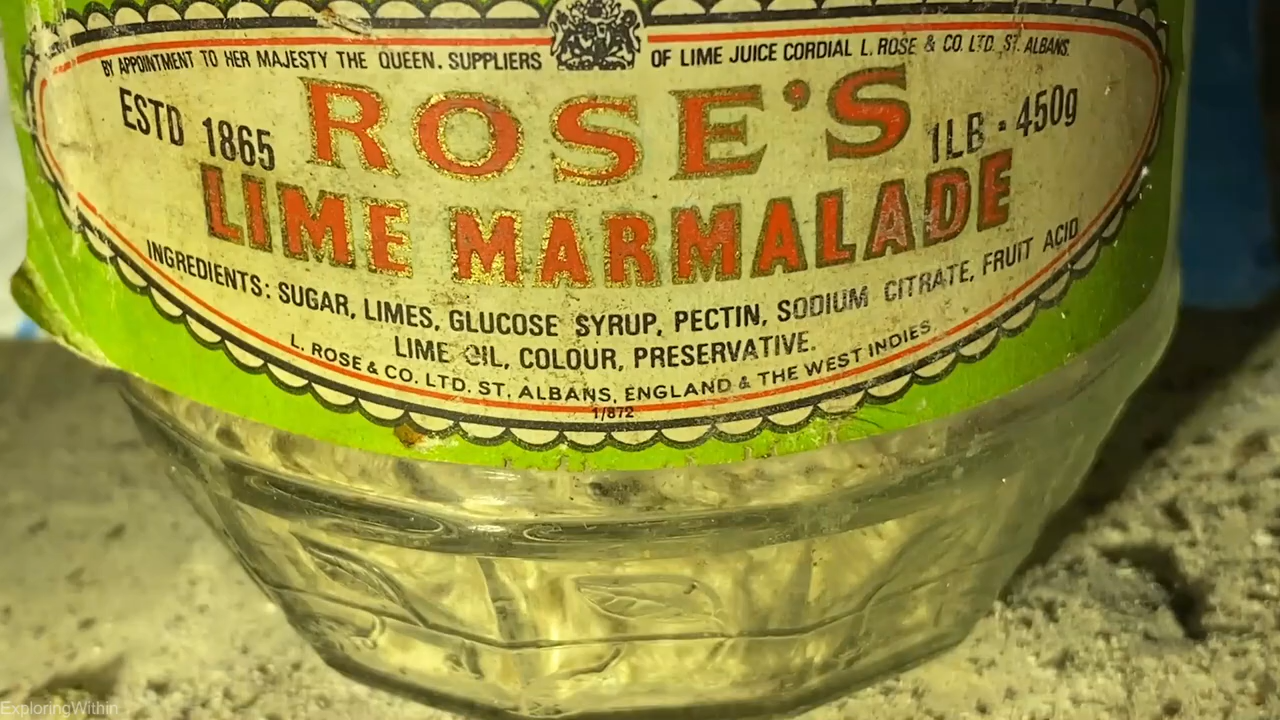 BY APPOINTMENT TO HER MAJESTY THE QUEEN. SUPPLIERS OF LIME JUICE CORDIAL L. ROSE & CO. LTD. ST. ALBANS.
ESTD 1865 ROSE'S 1LB - 450g
LIME MARMALADE
INGREDIENTS: SUGAR, LIMES, GLUCOSE SYRUP, PECTIN, SODIUM CITRATE, FRUIT ACID
LIME OIL, COLOUR, PRESERVATIVE.
L. ROSE & CO. LTD. ST. ALBANS, ENGLAND & THE WEST INDIES.
1/872
ExploringWithin